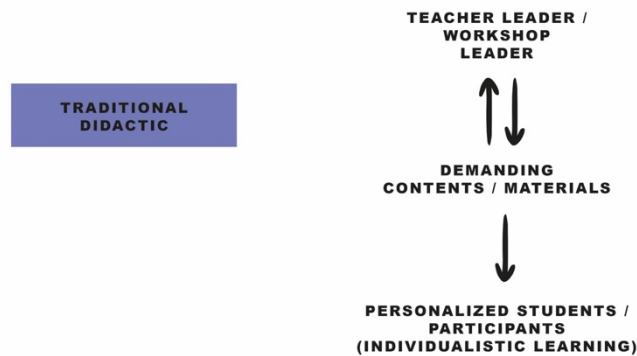 TRADITIONAL
DIDACTIC
TEACHER LEADER /
WORKSHOP
LEADER
DEMANDING
CONTENTS / MATERIALS
PERSONALIZED STUDENTS /
PARTICIPANTS
(INDIVIDUALISTIC LEARNING)